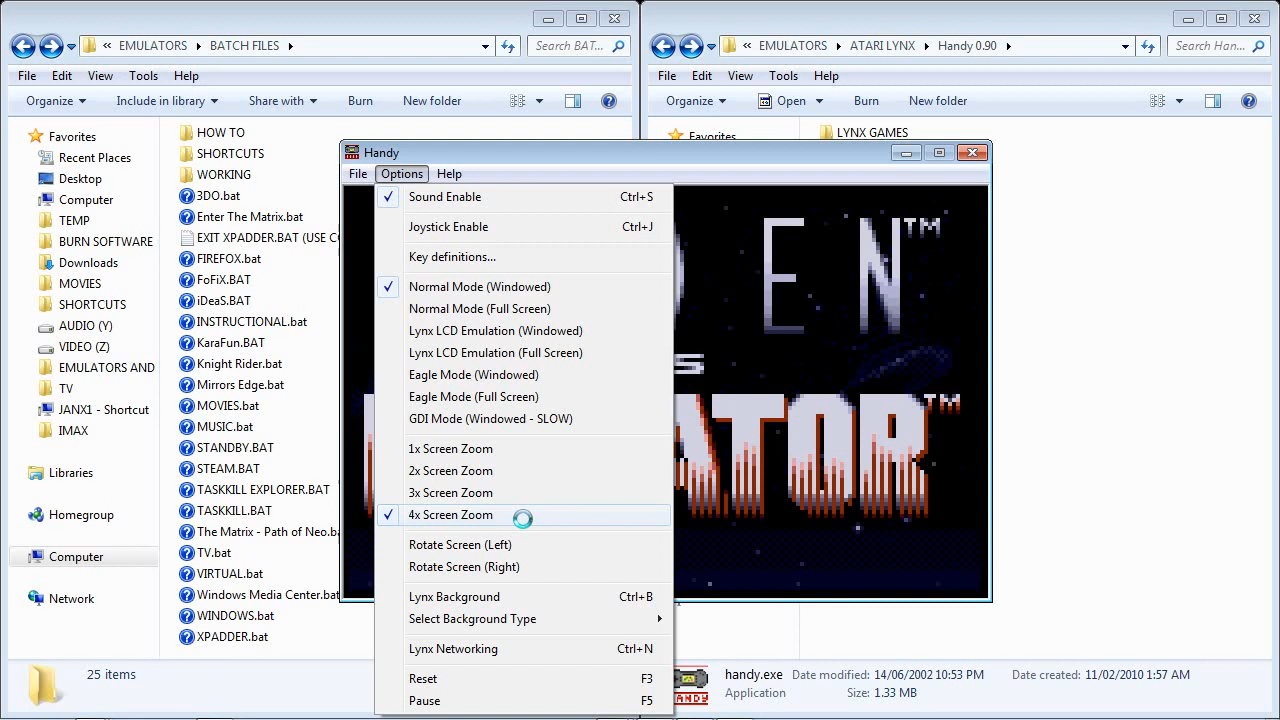 EMULATORS BATCH FILES
Search BAT...
File Edit View Tools Help
Organize Include in library Share with Burn New folder
Favorites
Recent Places
Desktop
Computer
TEMP
BURN SOFTWARE
Downloads
MOVIES
SHORTCUTS
AUDIO (Y)
VIDEO (Z)
EMULATORS AND
TV
JANX1 - Shortcut
IMAX
Libraries
Homegroup
Computer
Network
HOW TO
SHORTCUTS
WORKING
3DO.bat
Enter The Matrix.bat
EXIT XPADDER.BAT (USE CO
FIREFOX.bat
FoFiX.BAT
iDeaS.BAT
INSTRUCTIONAL.bat
KaraFun.BAT
Knight Rider.bat
Mirrors Edge.bat
MOVIES.bat
MUSIC.bat
STANDBY.BAT
STEAM.BAT
TASKKILL EXPLORER.BAT
TASKKILL.BAT
The Matrix - Path of Neo.bat
TV.bat
VIRTUAL.bat
Windows Media Center.bat
WINDOWS.bat
XPADDER.bat
25 items
EMULATORS ATARI LYNX Handy 0.90
Search Han...
File Edit View Tools Help
Organize Open Burn New folder
Favorites
LYNX GAMES
Handy
File Options Help
Sound Enable Ctrl+S
Joystick Enable Ctrl+J
Key definitions...
Normal Mode (Windowed)
Normal Mode (Full Screen)
Lynx LCD Emulation (Windowed)
Lynx LCD Emulation (Full Screen)
Eagle Mode (Windowed)
Eagle Mode (Full Screen)
GDI Mode (Windowed - SLOW)
1x Screen Zoom
2x Screen Zoom
3x Screen Zoom
4x Screen Zoom
Rotate Screen (Left)
Rotate Screen (Right)
Lynx Background Ctrl+B
Select Background Type
Lynx Networking Ctrl+N
Reset F3
Pause F5
E N™
S
ATOR™
HANDY
handy.exe Date modified: 14/06/2002 10:53 PM Date created: 11/02/2010 1:57 AM
Application Size: 1.33 MB